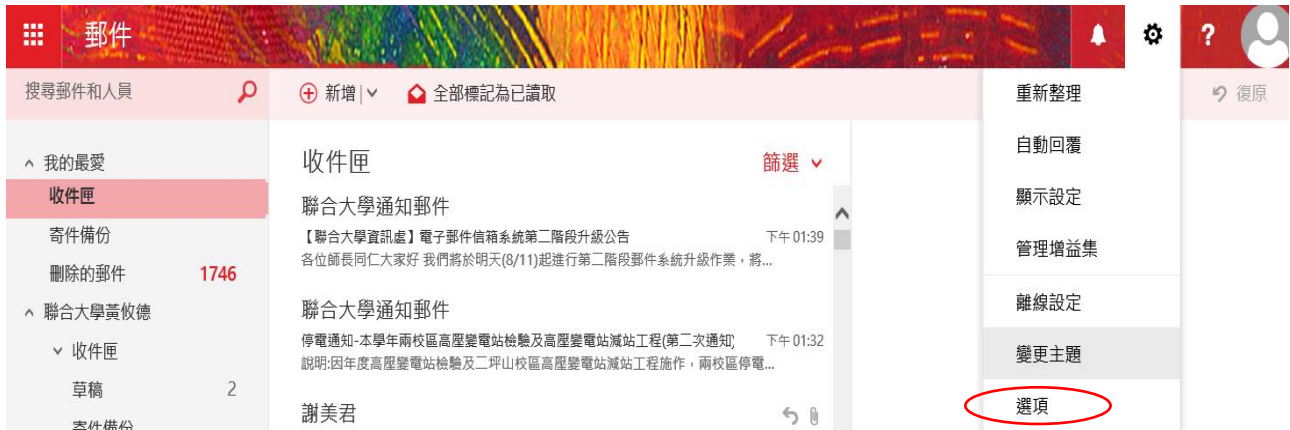 郵件
?
搜尋郵件和人員
新增
全部標記為已讀取
復原
我的最愛
收件匣
寄件備份
刪除的郵件 1746
聯合大學黃攸德
收件匣
草稿 2
寄件備份
收件匣
篩選
聯合大學通知郵件
【聯合大學資訊處】電子郵件信箱系統第二階段升級公告 下午 01:39
各位師長同仁大家好 我們將於明天(8/11)起進行第二階段郵件系統升級作業，將...
聯合大學通知郵件
停電通知-本學年兩校區高壓變電站檢驗及高壓變電站減站工程(第二次通知) 下午 01:32
說明:因年度高壓變電站檢驗及二坪山校區高壓變電站減站工程施作，兩校區停電...
謝美君
重新整理
自動回覆
顯示設定
管理增益集
離線設定
變更主題
選項